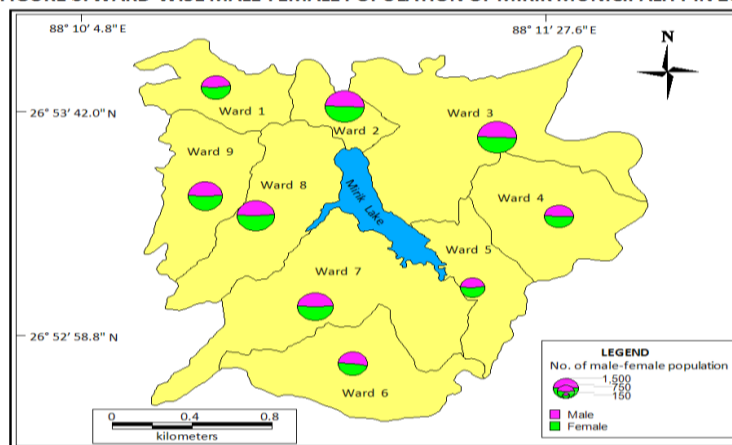 88° 10' 4.8" E
88° 11' 27.6" E
N
26° 53' 42.0" N
Ward 1
Ward 2
Ward 3
Ward 9
Ward 8
Mirik Lake
Ward 4
Ward 5
Ward 7
26° 52' 58.8" N
Ward 6
LEGEND
No. of male-female population
1,500
750
150
Male
Female
0 0.4 0.8
kilometers